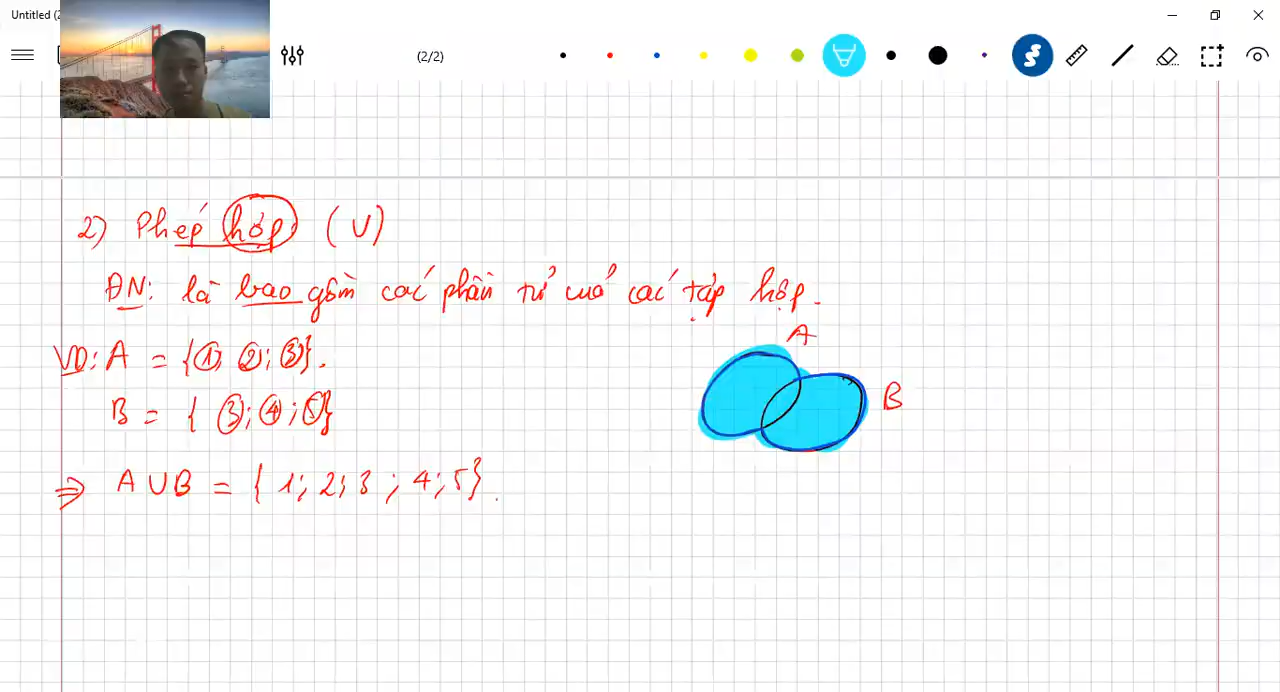 Untitled (2
(2/2)
2) Phép hợp (U)
ĐN: là bao gồm các phần tử của các tập hợp.
VD: A = {1; 2; 3}.
B = { 3; 4; 5}
⇒ A U B = { 1; 2; 3 ; 4; 5}.
A
B